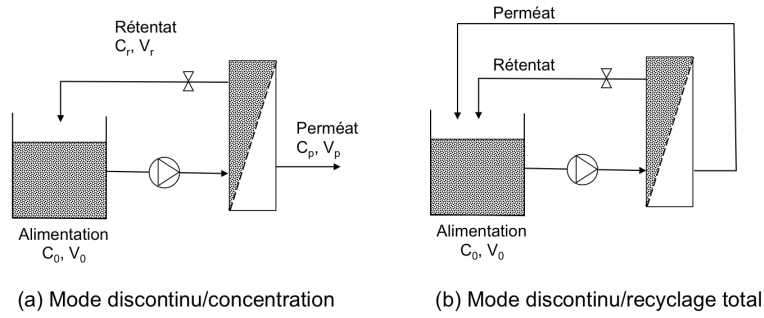 Rétentat
Cr, Vr
Perméat
Cp, Vp
Alimentation
C0, V0
(a) Mode discontinu/concentration
Perméat
Rétentat
Alimentation
C0, V0
(b) Mode discontinu/recyclage total